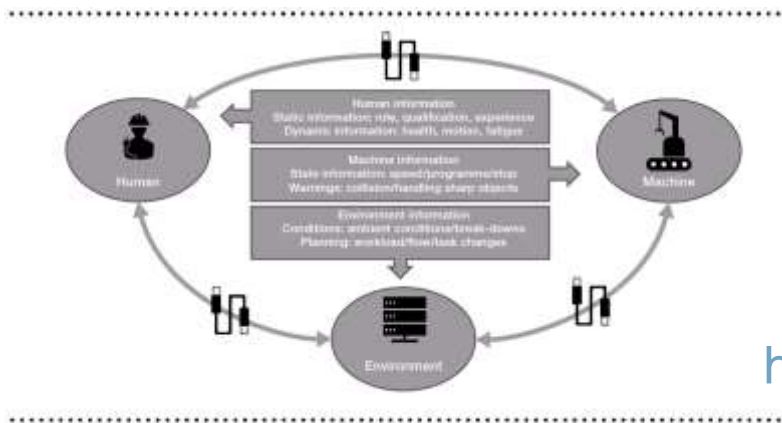 Human information
Static information: role, qualification, experience
Dynamic information: health, motion, fatigue
Human
Machine information
State information: speed/programme/stop
Warnings: collision/handling sharp objects
Machine
Environment information
Conditions: ambient conditions/break-downs
Planning: workload/flow/task changes
Environment
h